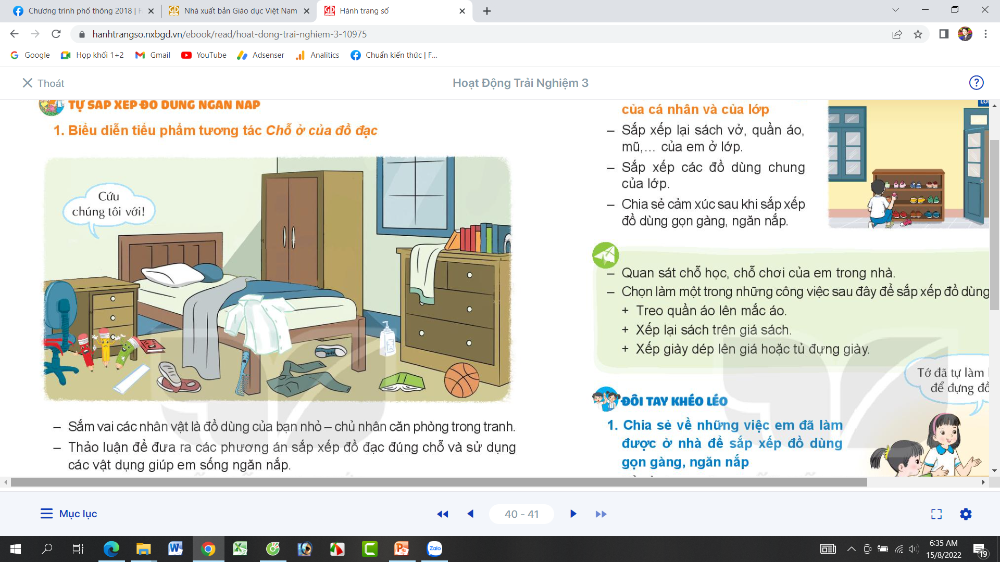 Chương trình phổ thông 2018 | F
Nhà xuất bản Giáo dục Việt Nam
Hành trang số
hanhtrangso.nxbgd.vn/ebook/read/hoat-dong-trai-nghiem-3-10975
Google
Họp khối 1+2
Gmail
YouTube
Adsenser
Analitics
Chuẩn kiến thức | F...
Thoát
Hoạt Động Trải Nghiệm 3
?
TỰ SẮP XẾP ĐỒ DÙNG NGĂN NẮP
1. Biểu diễn tiểu phẩm tương tác Chỗ ở của đồ đạc
Cứu
chúng tôi với!
– Sắm vai các nhân vật là đồ dùng của bạn nhỏ – chủ nhân căn phòng trong tranh.
– Thảo luận để đưa ra các phương án sắp xếp đồ đạc đúng chỗ và sử dụng
các vật dụng giúp em sống ngăn nắp.
của cá nhân và của lớp
– Sắp xếp lại sách vở, quần áo,
mũ,... của em ở lớp.
– Sắp xếp các đồ dùng chung
của lớp.
– Chia sẻ cảm xúc sau khi sắp xếp
đồ dùng gọn gàng, ngăn nắp.
– Quan sát chỗ học, chỗ chơi của em trong nhà.
– Chọn làm một trong những công việc sau đây để sắp xếp đồ dùng
+ Treo quần áo lên mắc áo.
+ Xếp lại sách trên giá sách.
+ Xếp giày dép lên giá hoặc tủ đựng giày.
Tớ đã tự làm
để đựng đồ
ĐÔI TAY KHÉO LÉO
1. Chia sẻ về những việc em đã làm
được ở nhà để sắp xếp đồ dùng
gọn gàng, ngăn nắp
Mục lục
40 - 41
Zalo
6:35 AM
15/8/2022
19